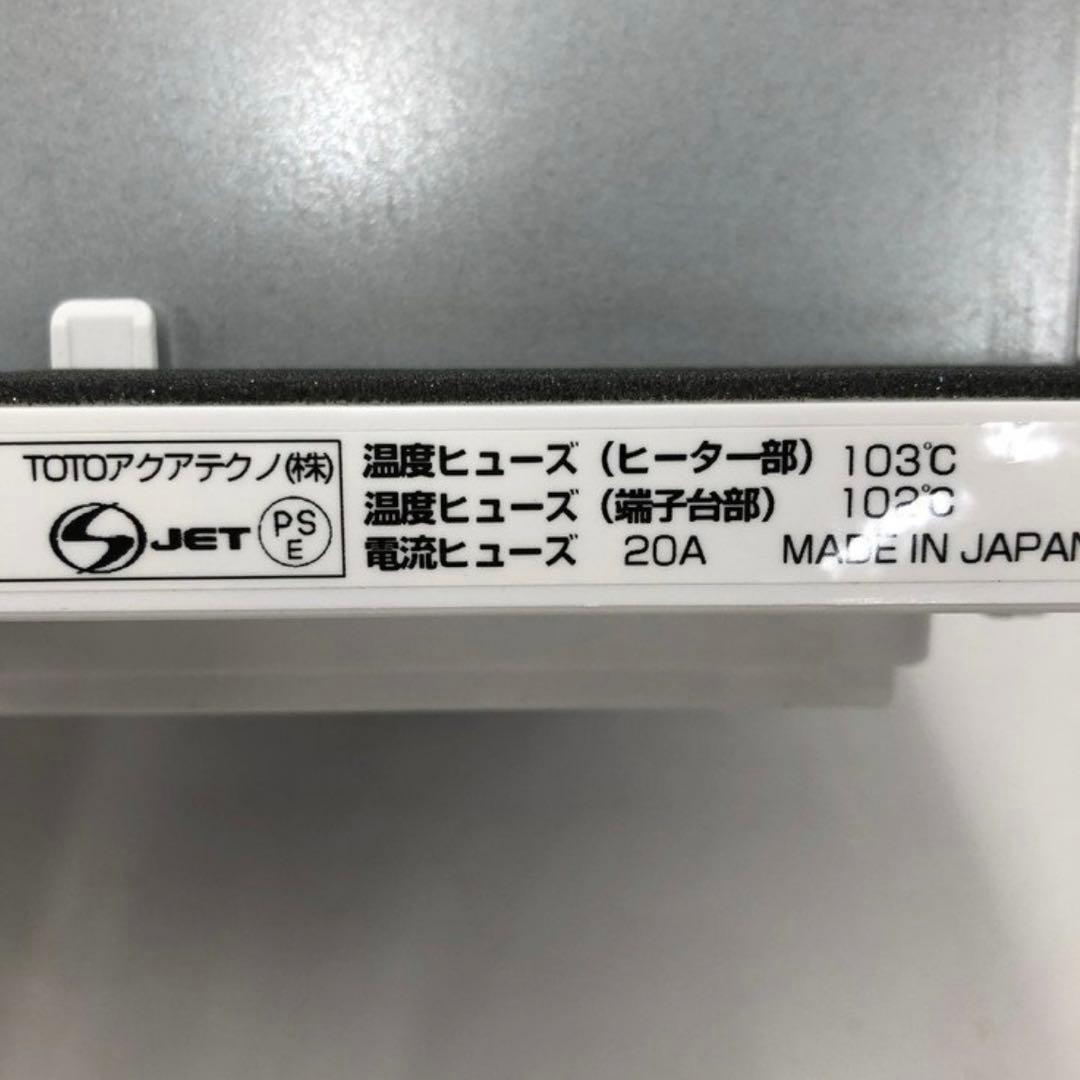 TOTOアクアテクノ(株)
S JET PS E
温度ヒューズ（ヒーター部） 103℃
温度ヒューズ（端子台部） 102℃
電流ヒューズ 20A MADE IN JAPAN